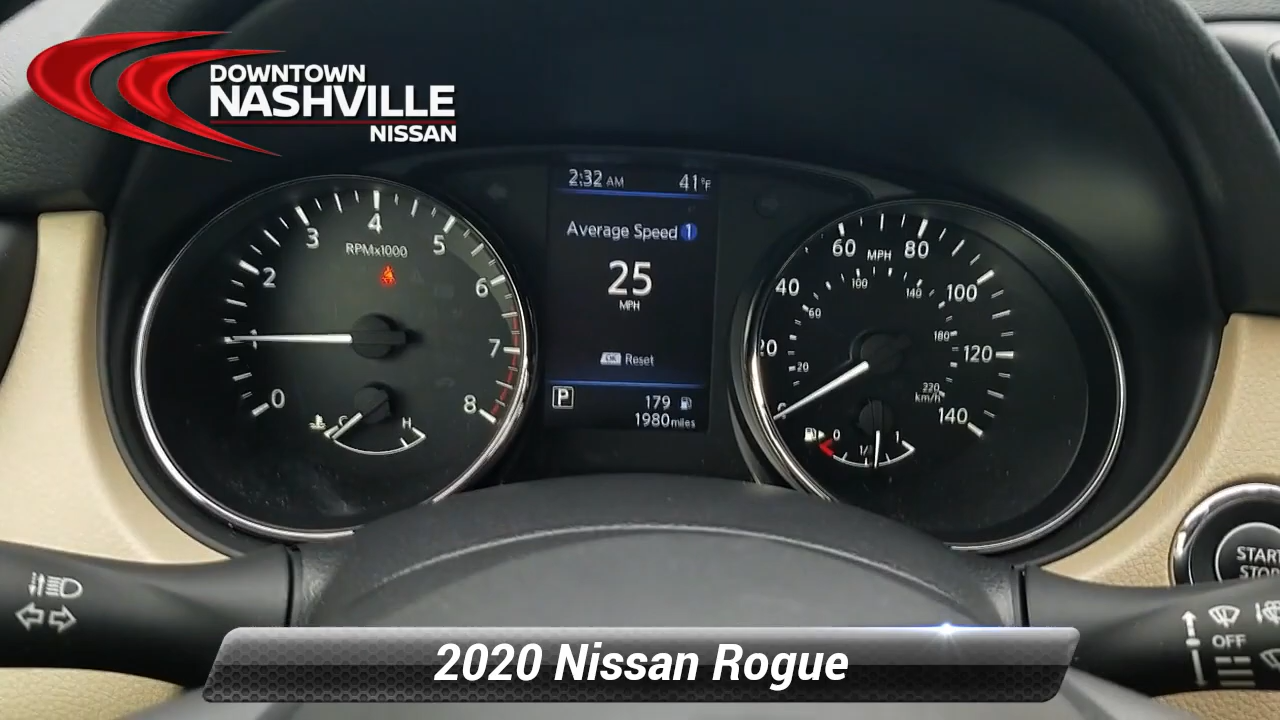 DOWNTOWN
NASHVILLE
NISSAN
2:32 AM 41°F
Average Speed 1
25
MPH
OK Reset
P 179
1980 miles
0 2 3 4 5 6 7 8
RPMx1000
C H
0 20 40 60 80 100 120 140
MPH
20 60 100 140 180 220
km/h
0 1/2 1
START
STOP
OFF
2020 Nissan Rogue